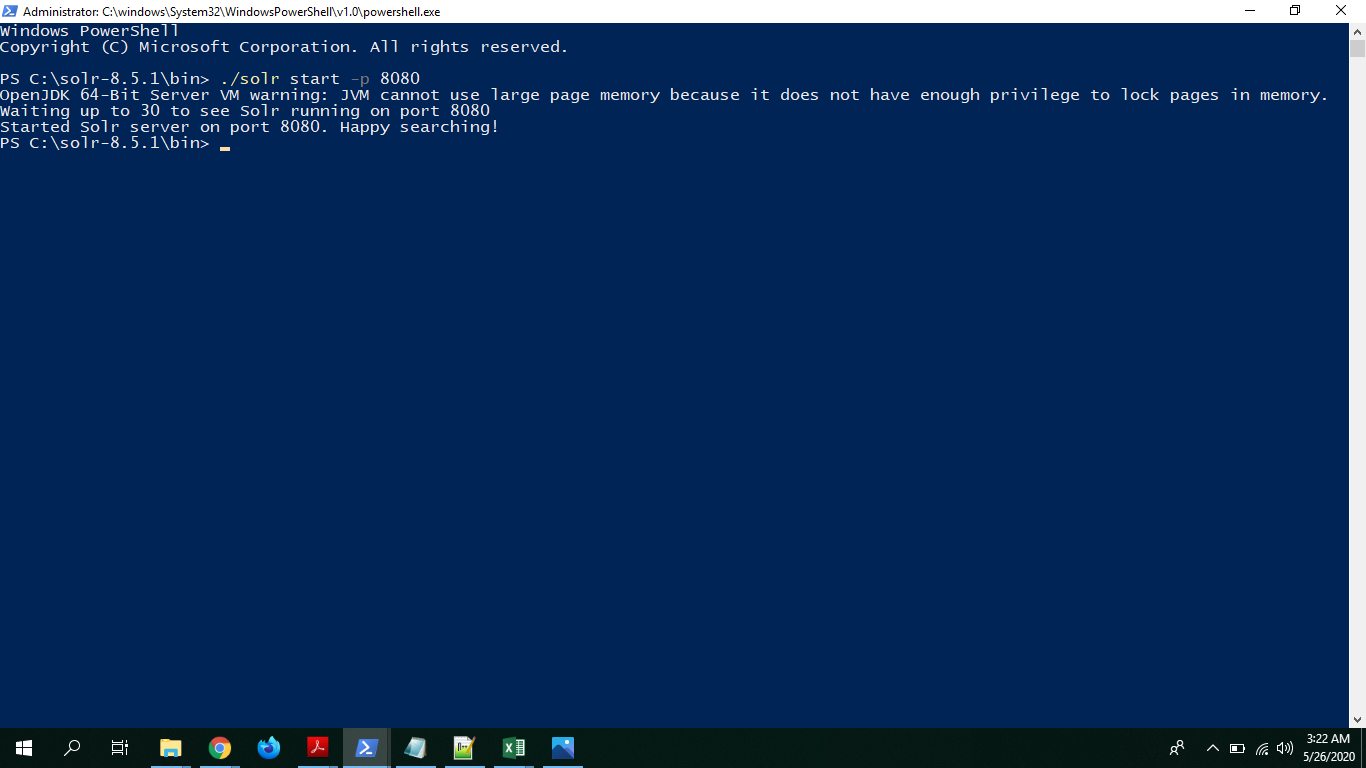 Administrator: C:\windows\System32\WindowsPowerShell\v1.0\powershell.exe
Windows PowerShell
Copyright (C) Microsoft Corporation. All rights reserved.
PS C:\solr-8.5.1\bin> ./solr start -p 8080
OpenJDK 64-Bit Server VM warning: JVM cannot use large page memory because it does not have enough privilege to lock pages in memory.
Waiting up to 30 to see Solr running on port 8080
Started Solr server on port 8080. Happy searching!
PS C:\solr-8.5.1\bin>
3:22 AM
5/26/2020